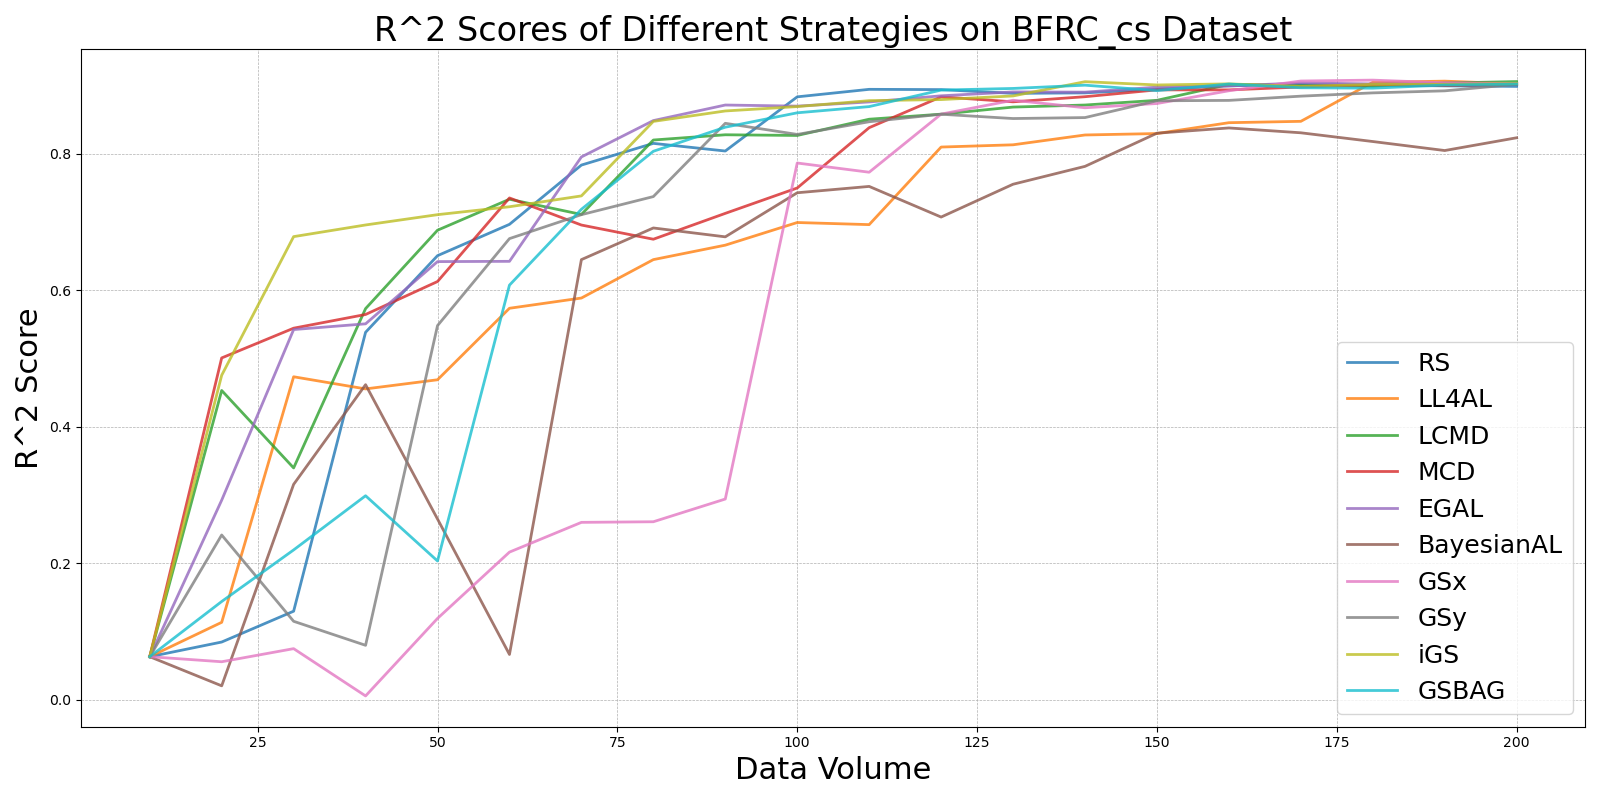 R^2 Scores of Different Strategies on BFRC_cs Dataset
R^2 Score
0.8
0.6
0.4
0.2
0.0
25 50 75 100 125 150 175 200
Data Volume
RS
LL4AL
LCMD
MCD
EGAL
BayesianAL
GSx
GSy
iGS
GSBAG